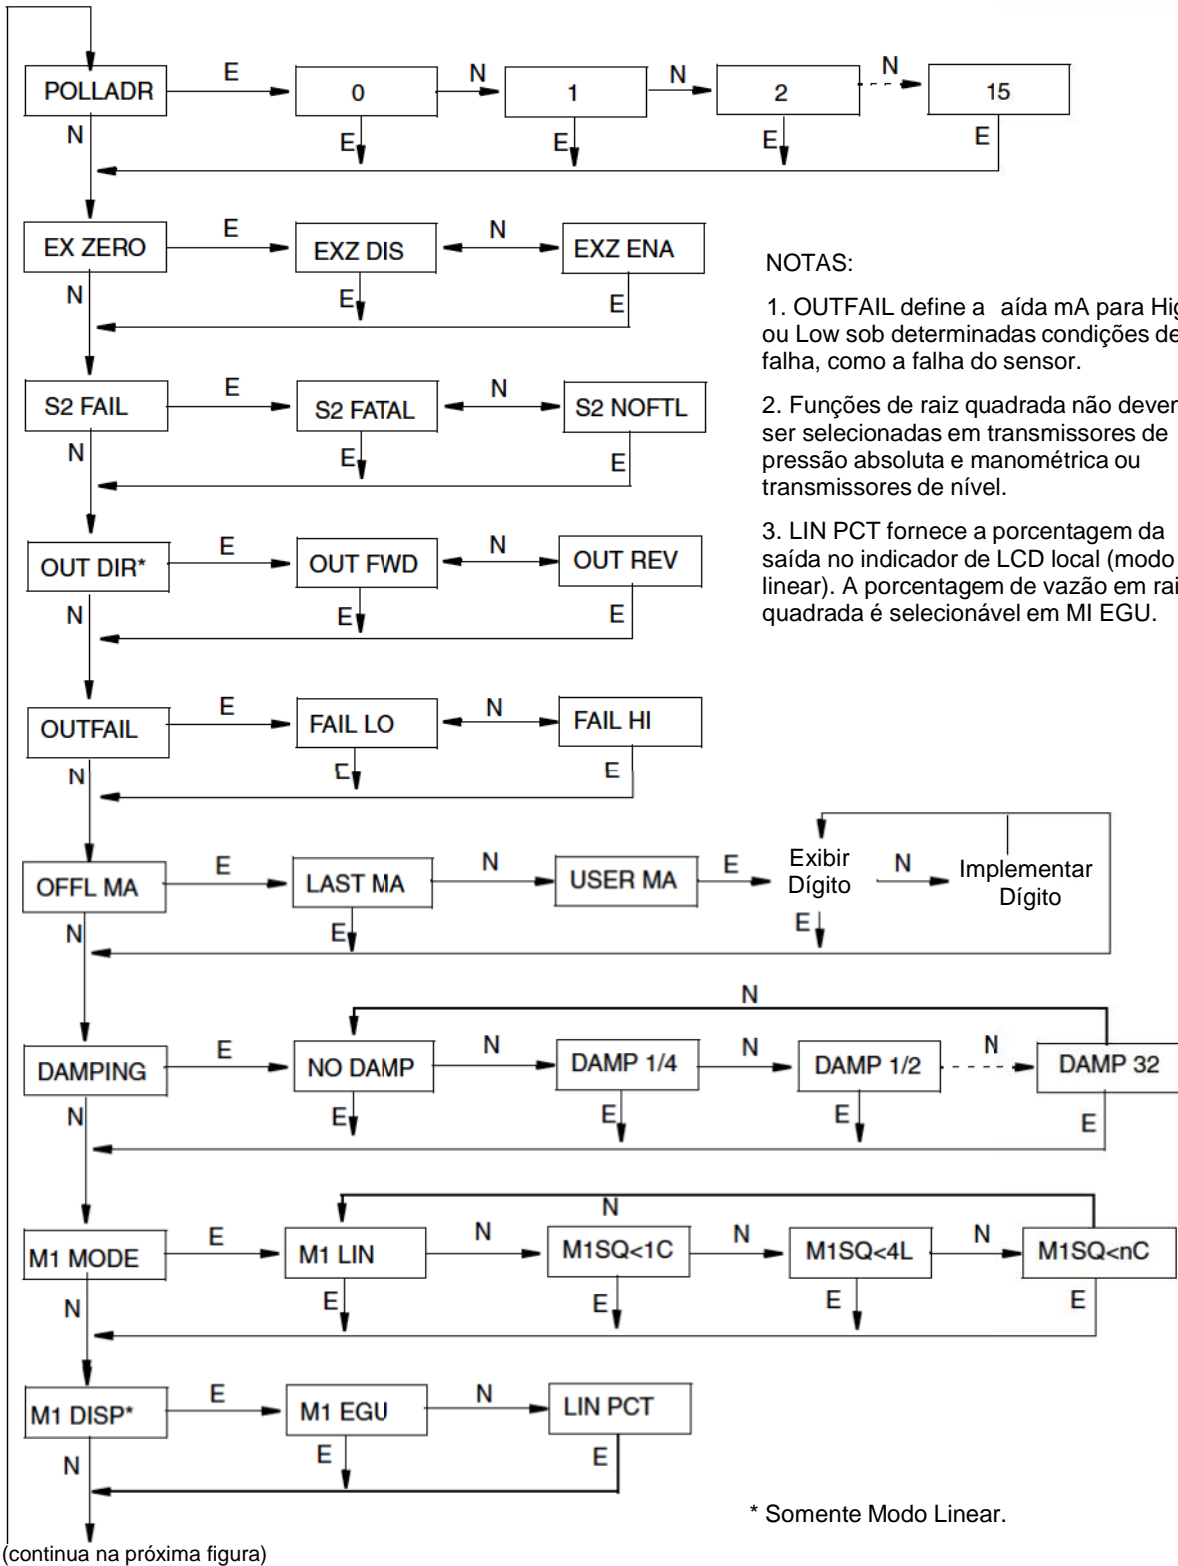 POLLADR E 0 N 1 N 2 N 15
N E E E E
EX ZERO E EXZ DIS N EXZ ENA
N E E
S2 FAIL E S2 FATAL N S2 NOFTL
N E E
OUT DIR* E OUT FWD N OUT REV
N E E
OUTFAIL E FAIL LO N FAIL HI
N E E
OFFL MA E LAST MA N USER MA E Exibir Dígito N Implementar Dígito
N E E
N
DAMPING E NO DAMP N DAMP 1/4 N DAMP 1/2 N DAMP 32
N E E E E
N
M1 MODE E M1 LIN N M1SQ<1C N M1SQ<4L N M1SQ<nC
N E E E E
M1 DISP* E M1 EGU N LIN PCT
N E E
NOTAS:
1. OUTFAIL define a aída mA para Hig
ou Low sob determinadas condições de
falha, como a falha do sensor.
2. Funções de raiz quadrada não dever
ser selecionadas em transmissores de
pressão absoluta e manométrica ou
transmissores de nível.
3. LIN PCT fornece a porcentagem da
saída no indicador de LCD local (modo
linear). A porcentagem de vazão em rai
quadrada é selecionável em MI EGU.
* Somente Modo Linear.
(continua na próxima figura)